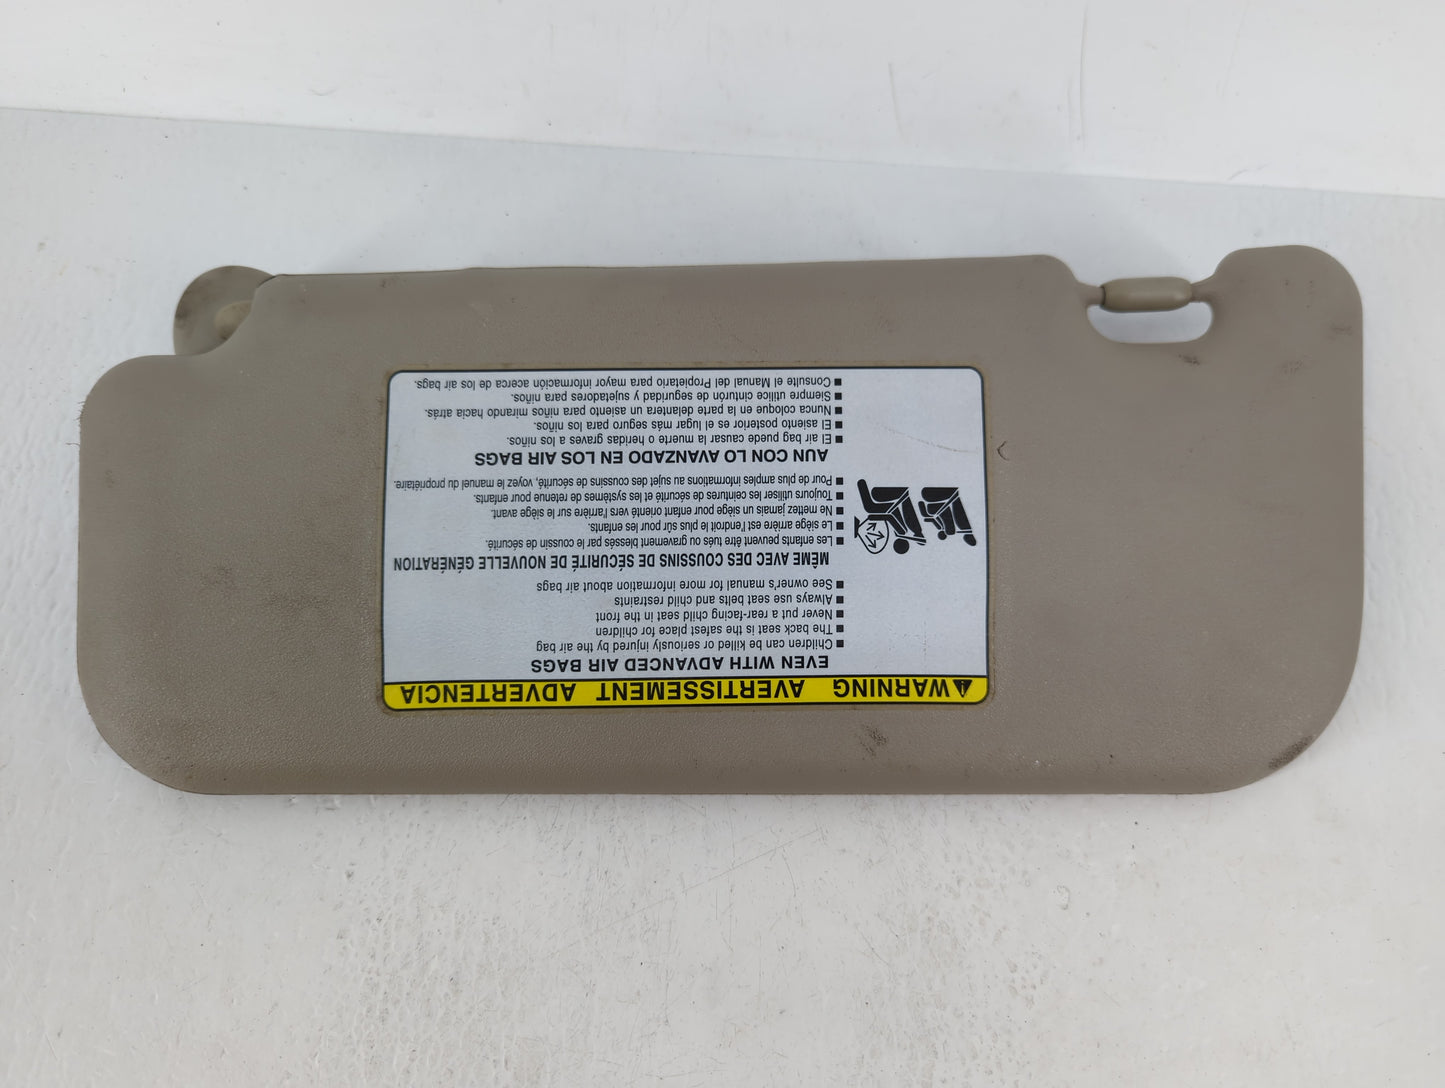 WARNING AVERTISSEMENT ADVERTENCIA
EVEN WITH ADVANCED AIR BAGS
■ Children can be killed or seriously injured by the air bag
■ The back seat is the safest place for children
■ Never put a rear-facing child seat in the front
■ Always use seat belts and child restraints
■ See owner's manual for more information about air bags
MÊME AVEC DES COUSSINS DE SÉCURITÉ DE NOUVELLE GÉNÉRATION
■ Les enfants peuvent être tués ou gravement blessés par le coussin de sécurité.
■ Le siège arrière est l'endroit le plus sûr pour les enfants.
■ Ne mettez jamais un siège pour enfant orienté vers l'arrière sur le siège avant.
■ Toujours utiliser les ceintures de sécurité et les systèmes de retenue pour enfants.
■ Pour de plus amples informations au sujet des coussins de sécurité, voyez le manuel du propriétaire.
AUN CON LO AVANZADO EN LOS AIR BAGS
■ El air bag puede causar la muerte o heridas graves a los niños.
■ El asiento posterior es el lugar más seguro para los niños.
■ Nunca coloque en la parte delantera un asiento para niños mirando hacia atrás.
■ Siempre utilice cinturón de seguridad y sujetadores para niños.
■ Consulte el Manual del Propietario para mayor información acerca de los air bags.